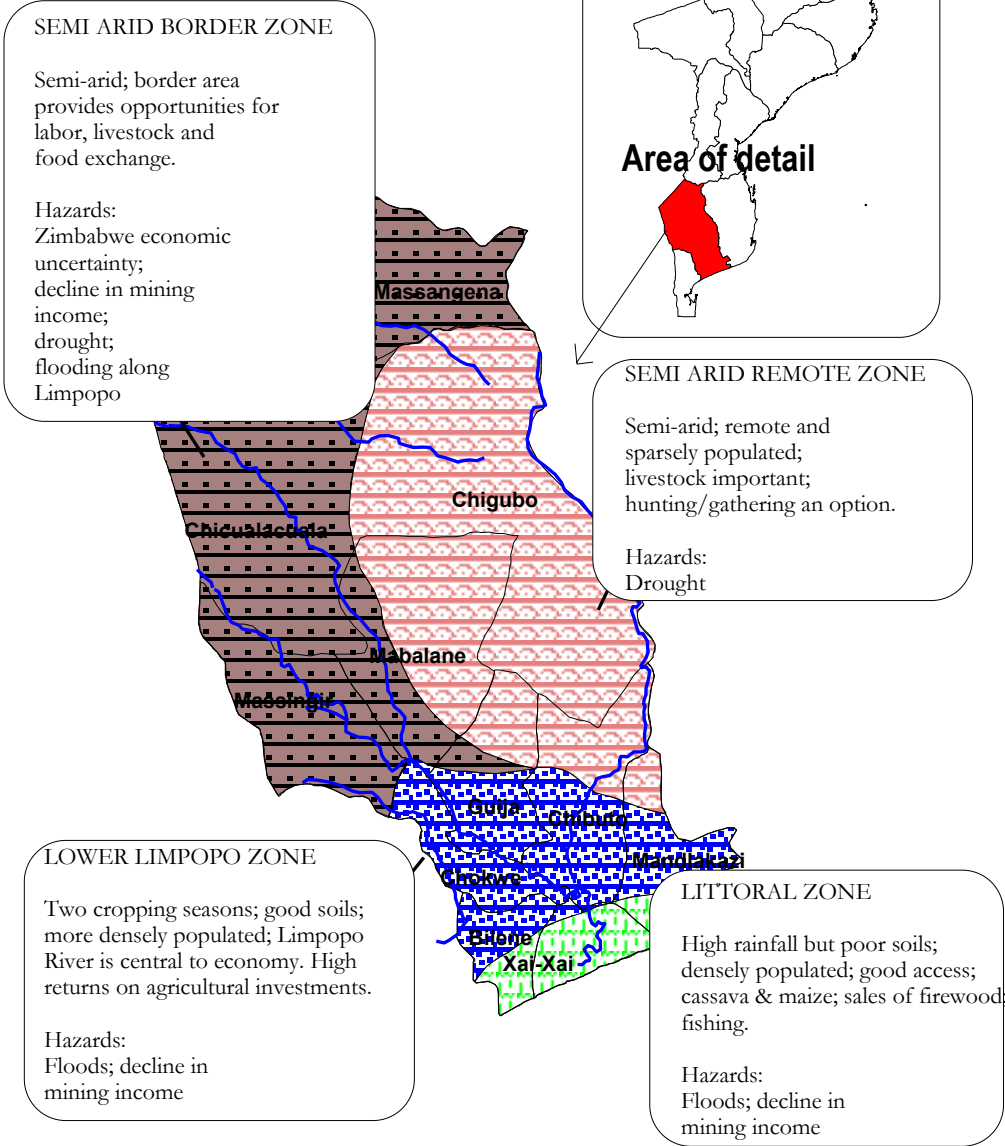 SEMI ARID BORDER ZONE
Semi-arid; border area
provides opportunities for
labor, livestock and
food exchange.
Hazards:
Zimbabwe economic
uncertainty;
decline in mining
income;
drought;
flooding along
Limpopo
Area of detail
Massangena
SEMI ARID REMOTE ZONE
Semi-arid; remote and
sparsely populated;
livestock important;
hunting/gathering an option.
Hazards:
Drought
Chigubo
Chicualacuala
Mabalane
Massingir
Guija
Chibuto
Mandlakazi
Chokwe
Bilene
Xai-Xai
LOWER LIMPOPO ZONE
Two cropping seasons; good soils;
more densely populated; Limpopo
River is central to economy. High
returns on agricultural investments.
Hazards:
Floods; decline in
mining income
LITTORAL ZONE
High rainfall but poor soils;
densely populated; good access;
cassava & maize; sales of firewood;
fishing.
Hazards:
Floods; decline in
mining income